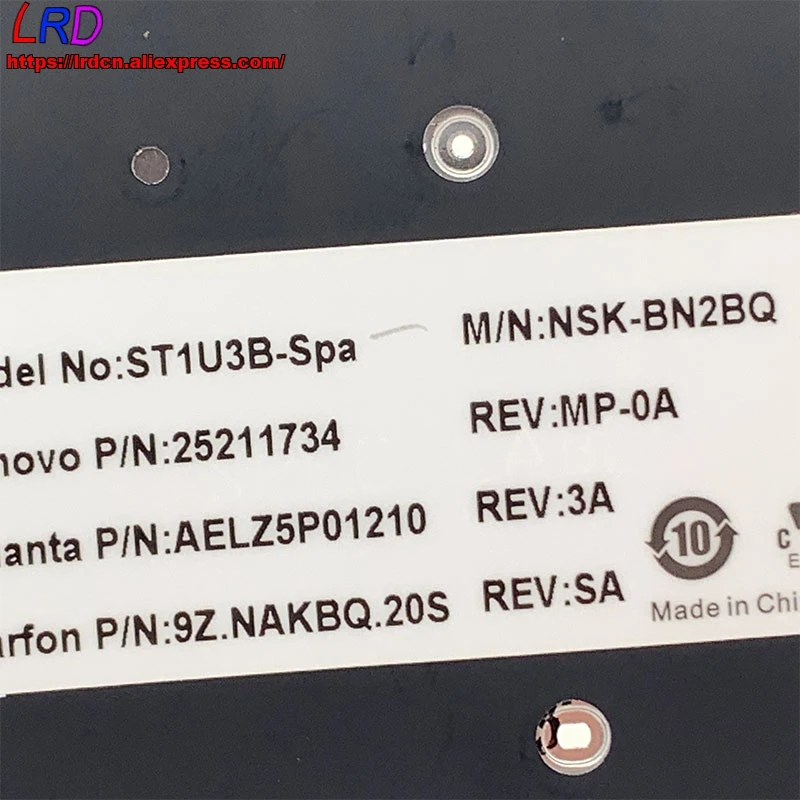 LRD
https://lrdcn.aliexpress.com/
del No:ST1U3B-Spa M/N:NSK-BN2BQ
novo P/N:25211734 REV:MP-0A
anta P/N:AELZ5P01210 REV:3A
rfon P/N:9Z.NAKBQ.20S REV:SA
10
C
E
Made in Chi